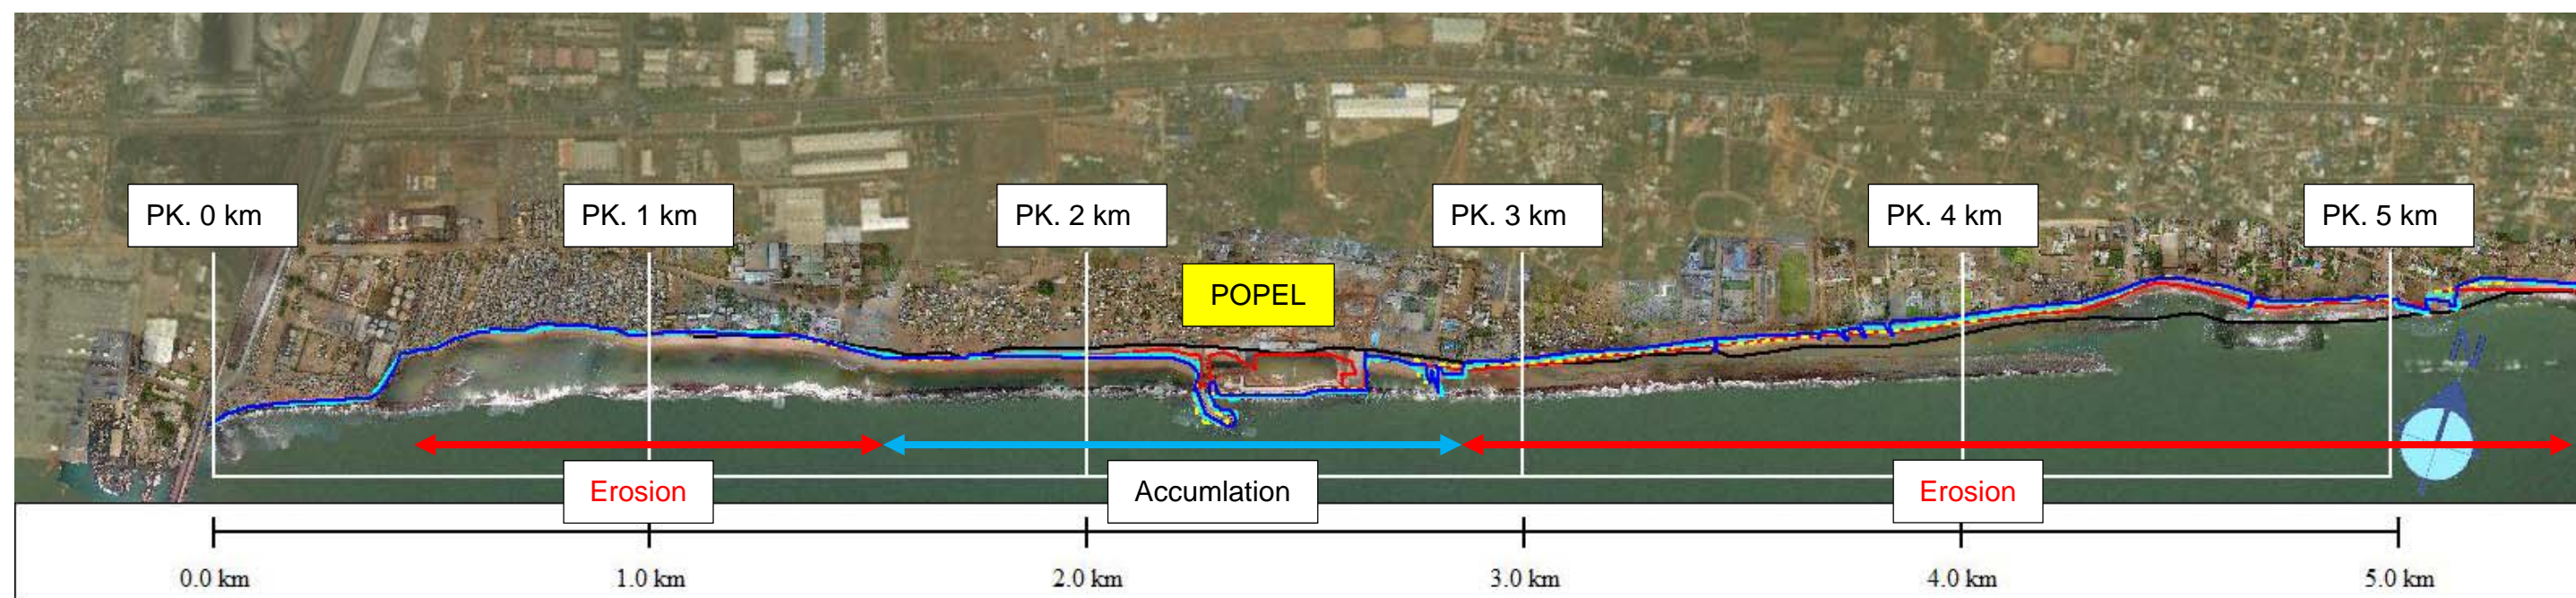 PK. 0 km
PK. 1 km
PK. 2 km
PK. 3 km
PK. 4 km
PK. 5 km
POPEL
N
Erosion
Accumlation
Erosion
0.0 km
1.0 km
2.0 km
3.0 km
4.0 km
5.0 km